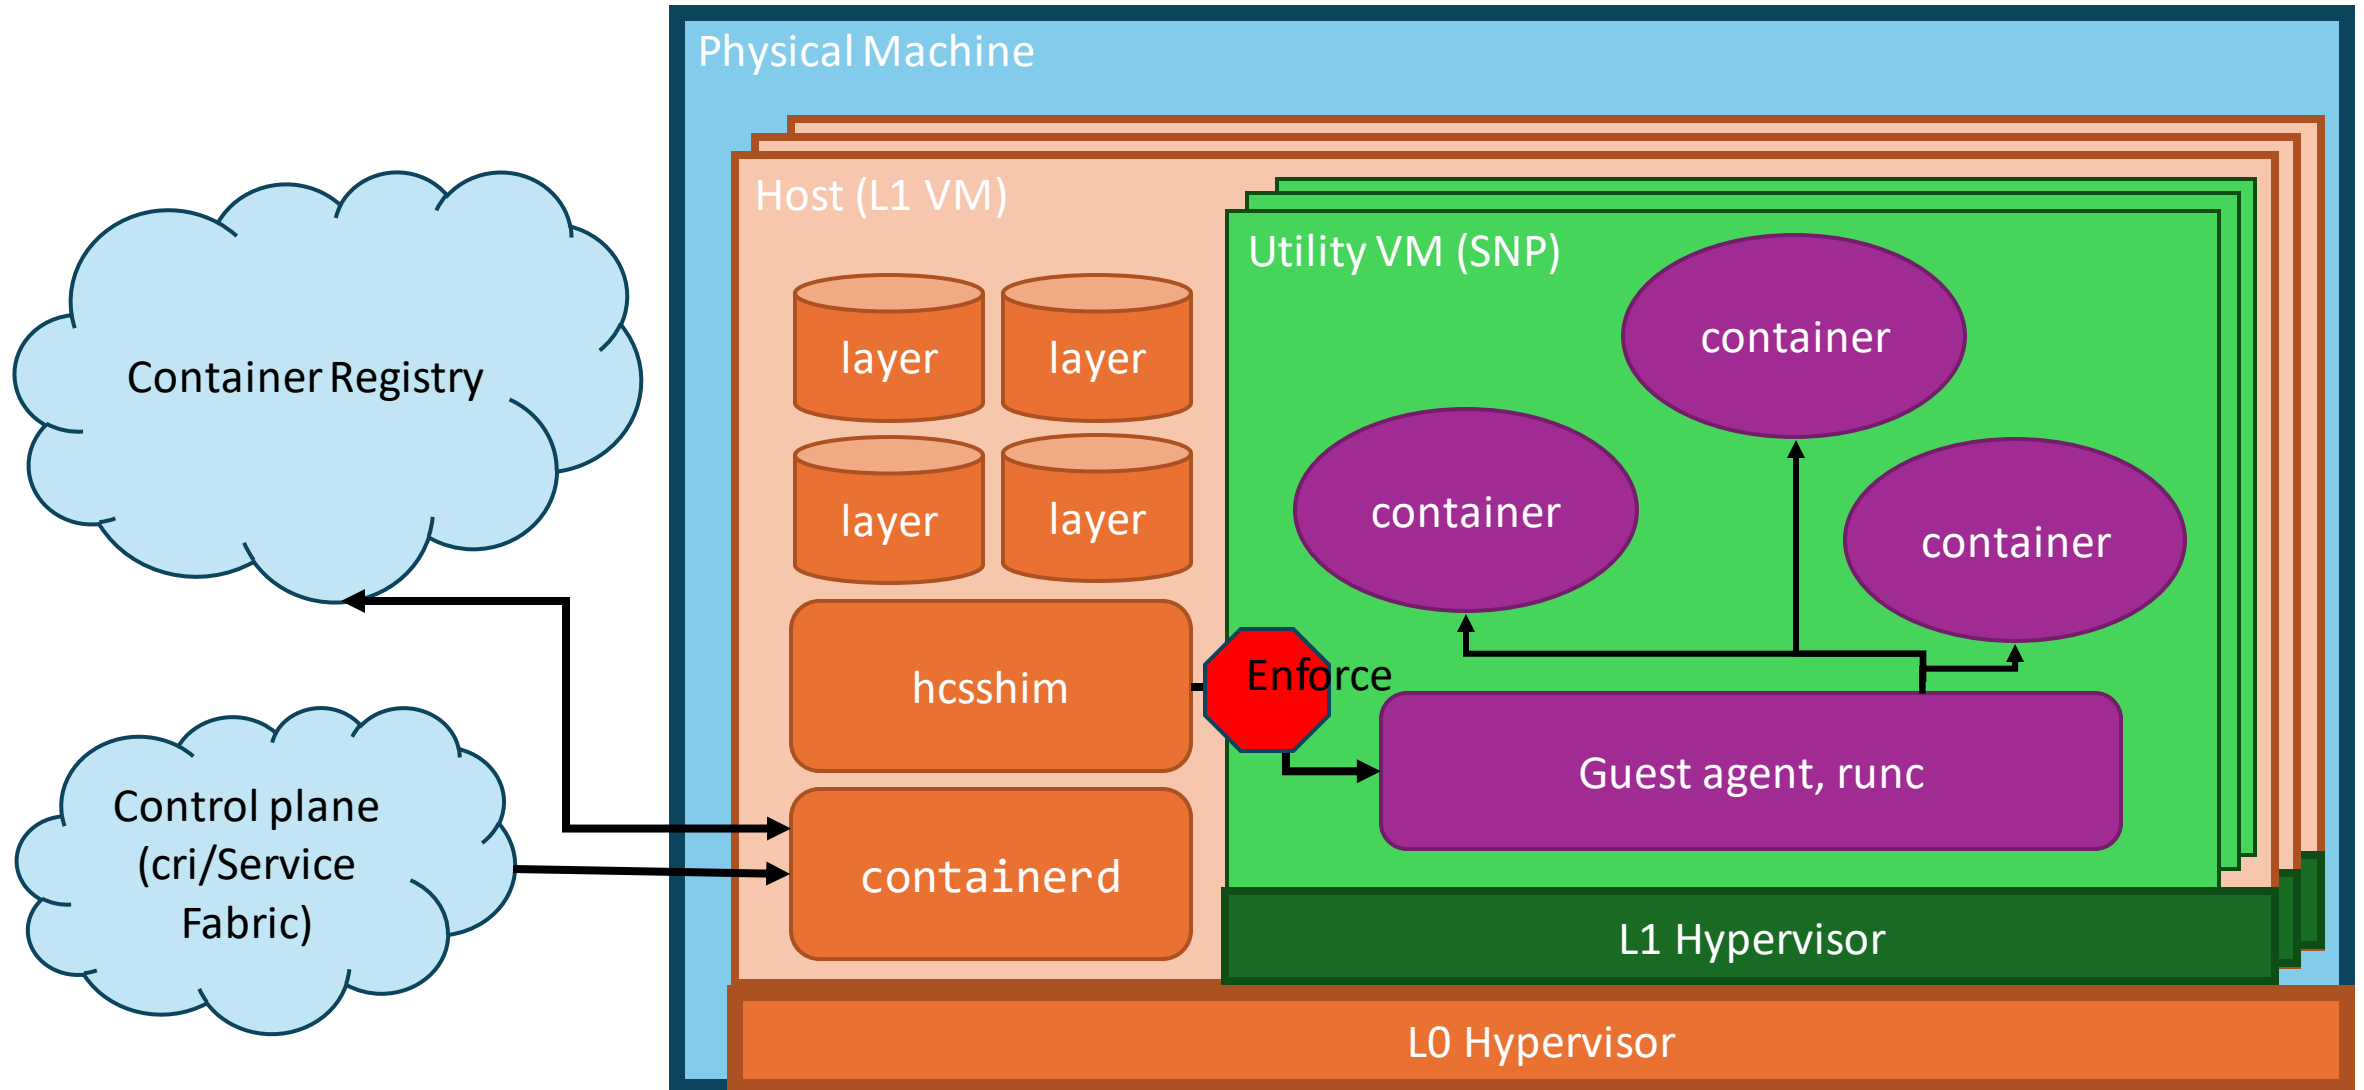 Physical Machine
Host (L1 VM)
Utility VM (SNP)
container
layer
layer
Container Registry
container
layer
layer
container
Enforce
hcsshim
Guest agent, runc
Control plane
(cri/Service
Fabric)
containerd
L1 Hypervisor
L0 Hypervisor